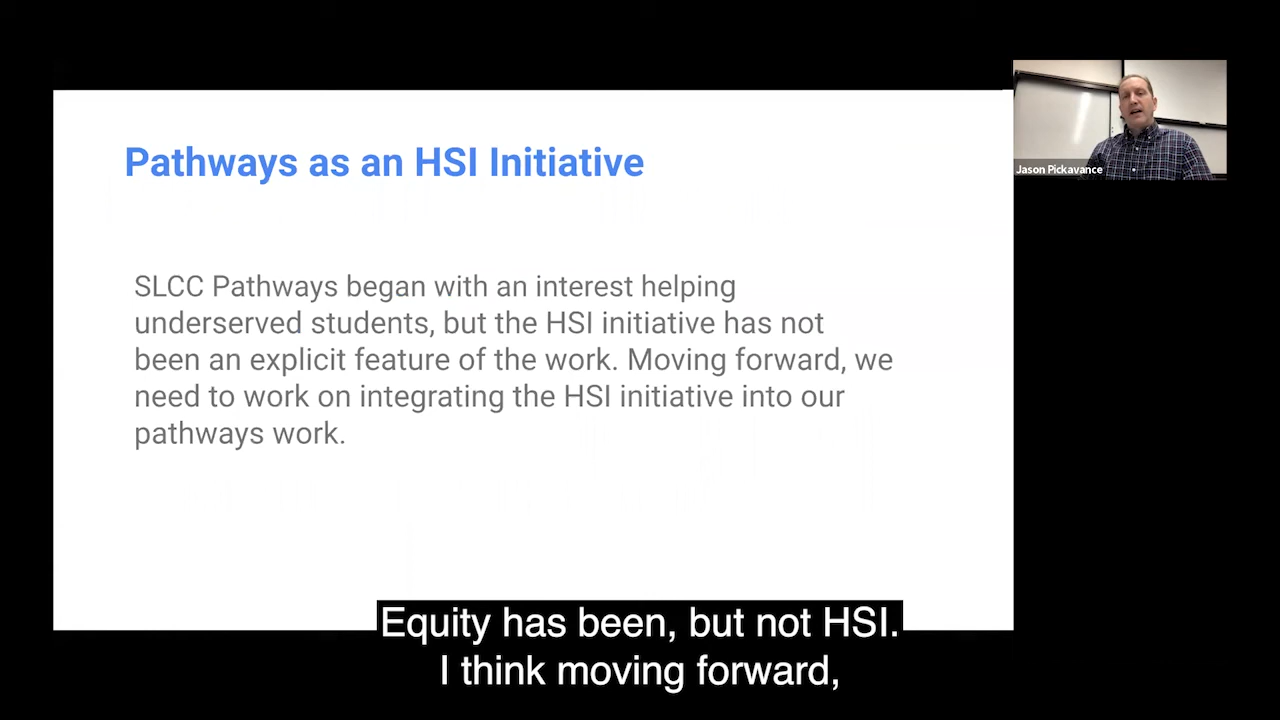 Pathways as an HSI Initiative
Jason Pickavance
SLCC Pathways began with an interest helping
underserved students, but the HSI initiative has not
been an explicit feature of the work. Moving forward, we
need to work on integrating the HSI initiative into our
pathways work.
Equity has been, but not HSI.
I think moving forward,